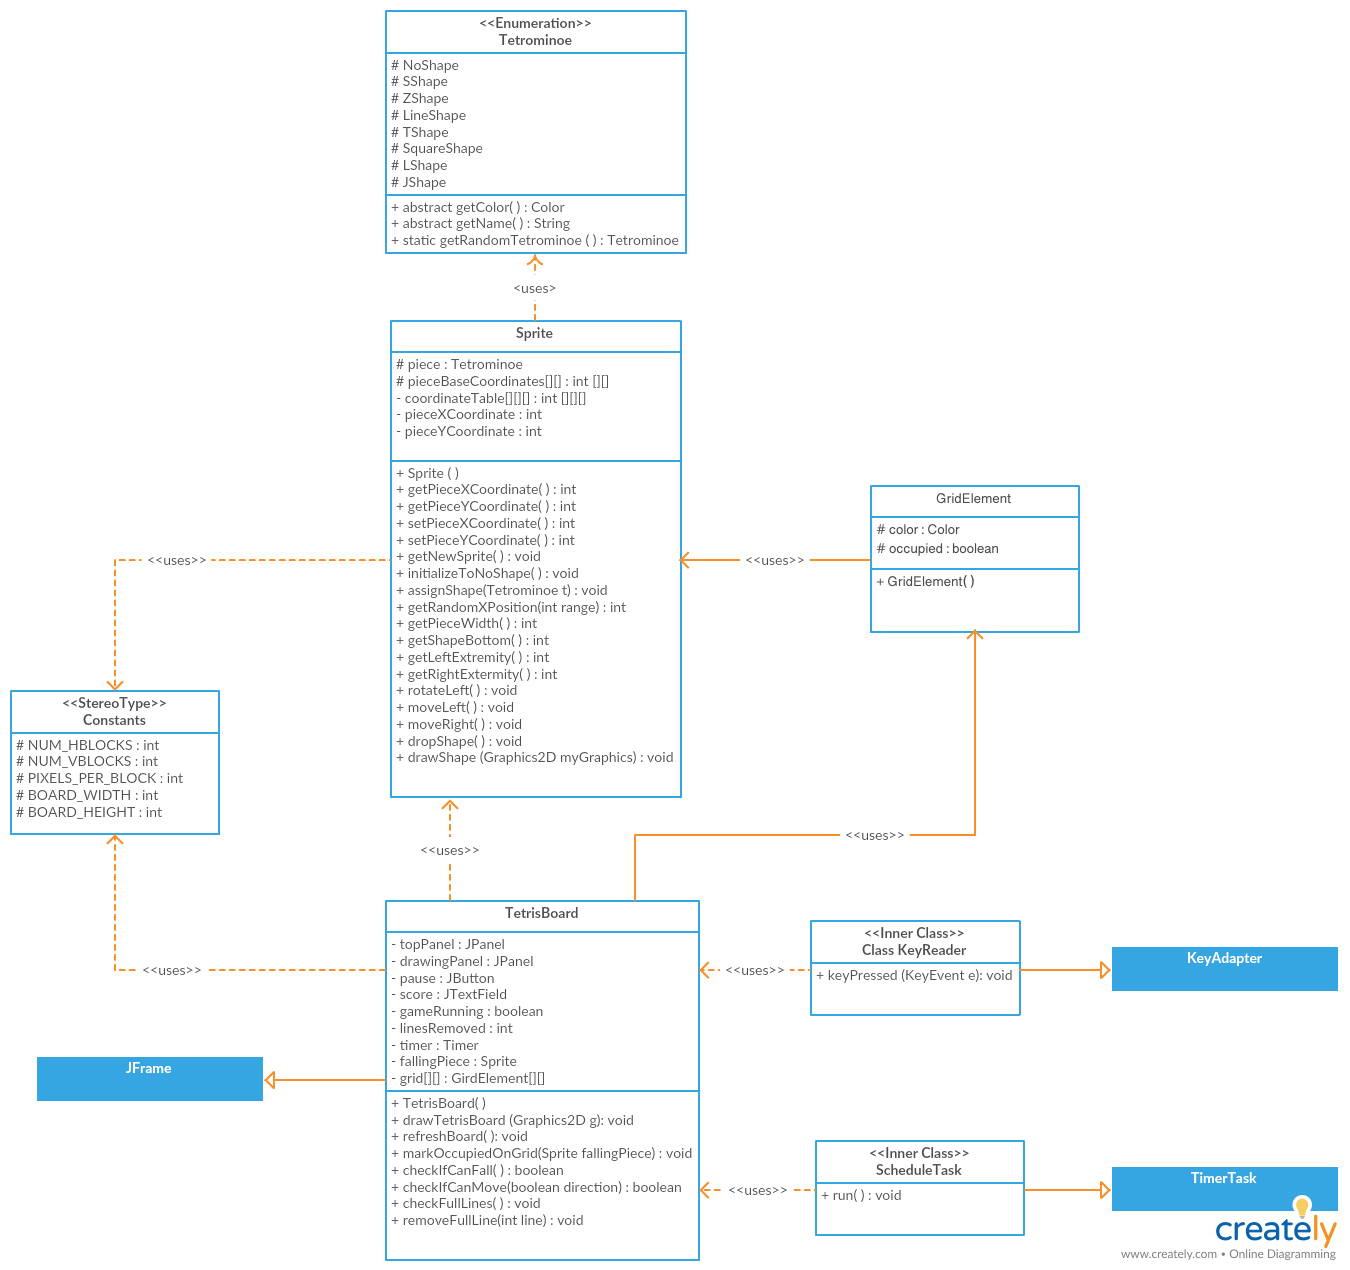 <<Enumeration>>
Tetrominoe
# NoShape
# SShape
# ZShape
# LineShape
# TShape
# SquareShape
# LShape
# JShape
+ abstract getColor( ) : Color
+ abstract getName( ) : String
+ static getRandomTetrominoe ( ) : Tetrominoe
<uses>
Sprite
# piece : Tetrominoe
# pieceBaseCoordinates[][] : int [][]
- coordinateTable[][][] : int [][][]
- pieceXCoordinate : int
- pieceYCoordinate : int
+ Sprite ( )
+ getPieceXCoordinate( ) : int
+ getPieceYCoordinate( ) : int
+ setPieceXCoordinate( ) : int
+ setPieceYCoordinate( ) : int
+ getNewSprite( ) : void
+ initializeToNoShape( ) : void
+ assignShape(Tetrominoe t) : void
+ getRandomXPosition(int range) : int
+ getPieceWidth( ) : int
+ getShapeBottom( ) : int
+ getLeftExtremity( ) : int
+ getRightExtermity( ) : int
+ rotateLeft( ) : void
+ moveLeft( ) : void
+ moveRight( ) : void
+ dropShape( ) : void
+ drawShape (Graphics2D myGraphics) : void
<<uses>>
<<uses>>
GridElement
# color : Color
# occupied : boolean
+ GridElement( )
<<StereoType>>
Constants
# NUM_HBLOCKS : int
# NUM_VBLOCKS : int
# PIXELS_PER_BLOCK : int
# BOARD_WIDTH : int
# BOARD_HEIGHT : int
<<uses>>
<<uses>>
<<uses>>
TetrisBoard
- topPanel : JPanel
- drawingPanel : JPanel
- pause : JButton
- score : JTextField
- gameRunning : boolean
- linesRemoved : int
- timer : Timer
- fallingPiece : Sprite
- grid[][] : GirdElement[][]
+ TetrisBoard( )
+ drawTetrisBoard (Graphics2D g): void
+ refreshBoard( ): void
+ markOccupiedOnGrid(Sprite fallingPiece) : void
+ checkIfCanFall( ) : boolean
+ checkIfCanMove(boolean direction) : boolean
+ checkFullLines( ) : void
+ removeFullLine(int line) : void
<<uses>>
<<Inner Class>>
Class KeyReader
+ keyPressed (KeyEvent e): void
KeyAdapter
JFrame
<<uses>>
<<Inner Class>>
ScheduleTask
+ run( ) : void
TimerTask
creately
www.creately.com • Online Diagramming